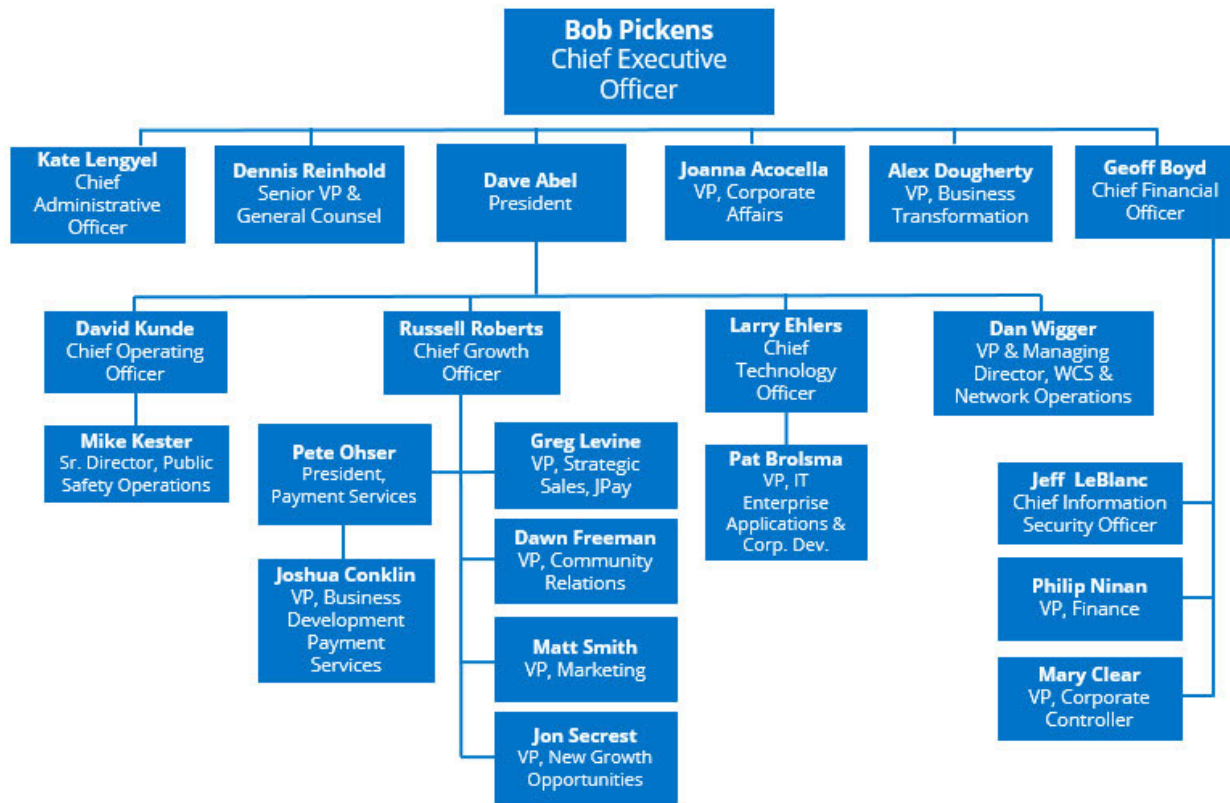 Bob Pickens
Chief Executive
Officer
Kate Lengyel
Chief
Administrative
Officer
Dennis Reinhold
Senior VP &
General Counsel
Dave Abel
President
Joanna Acocella
VP, Corporate
Affairs
Alex Dougherty
VP, Business
Transformation
Geoff Boyd
Chief Financial
Officer
David Kunde
Chief Operating
Officer
Russell Roberts
Chief Growth
Officer
Larry Ehlers
Chief
Technology
Officer
Dan Wigger
VP & Managing
Director, WCS &
Network Operations
Mike Kester
Sr. Director, Public
Safety Operations
Pete Ohser
President,
Payment Services
Greg Levine
VP, Strategic
Sales, JPay
Pat Brolsma
VP, IT
Enterprise
Applications &
Corp. Dev.
Jeff LeBlanc
Chief Information
Security Officer
Dawn Freeman
VP, Community
Relations
Joshua Conklin
VP, Business
Development
Payment
Services
Philip Ninan
VP, Finance
Matt Smith
VP, Marketing
Mary Clear
VP, Corporate
Controller
Jon Secrest
VP, New Growth
Opportunities